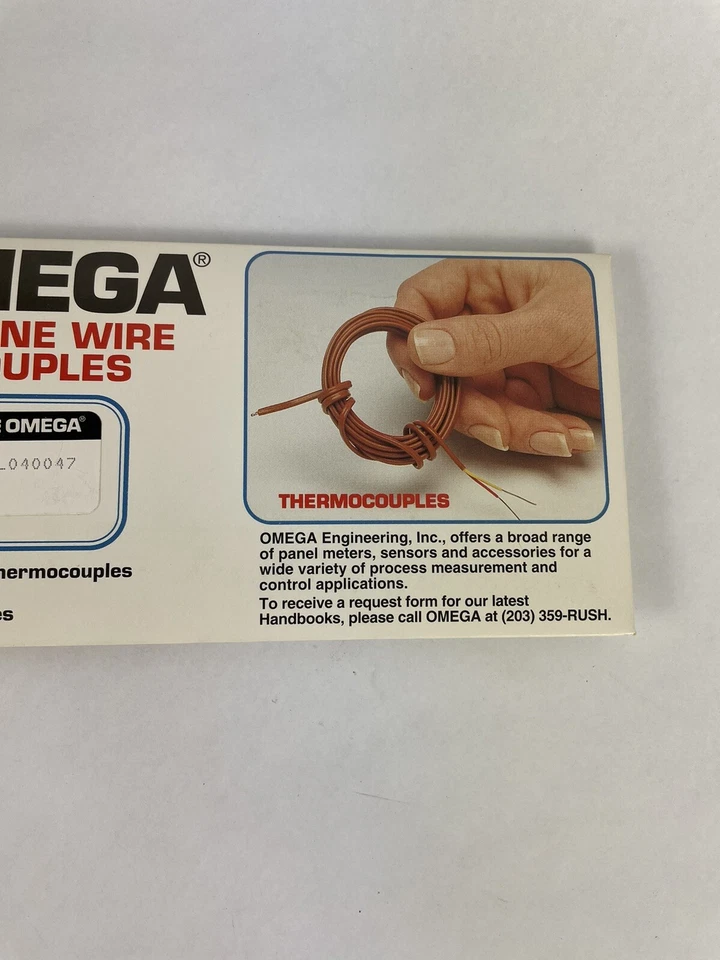 MEGA®
NE WIRE
OUPLES
E OMEGA®
L040047
hermocouples
es
THERMOCOUPLES
OMEGA Engineering, Inc., offers a broad range
of panel meters, sensors and accessories for a
wide variety of process measurement and
control applications.
To receive a request form for our latest
Handbooks, please call OMEGA at (203) 359-RUSH.